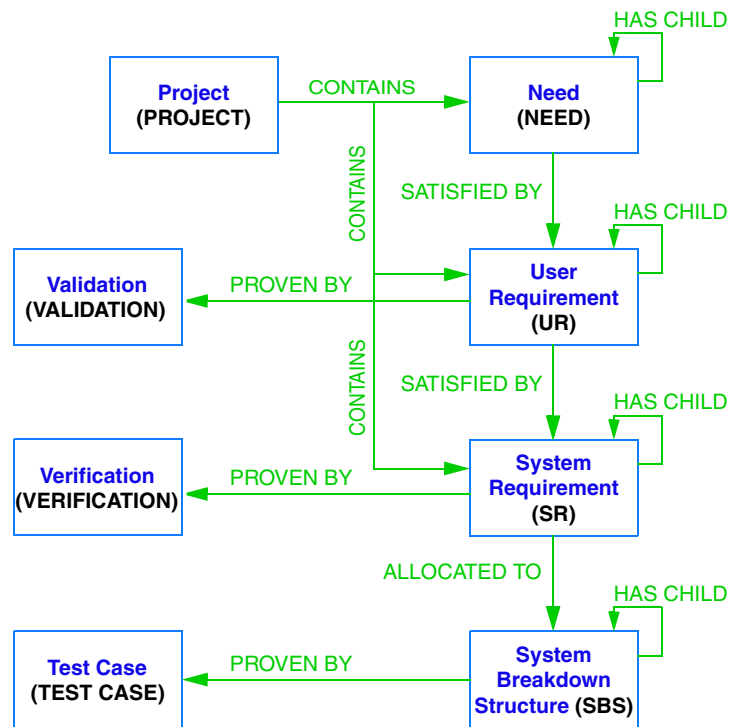 HAS CHILD
Project
(PROJECT)
CONTAINS
Need
(NEED)
CONTAINS
SATISFIED BY
HAS CHILD
Validation
(VALIDATION)
PROVEN BY
User
Requirement
(UR)
CONTAINS
SATISFIED BY
HAS CHILD
Verification
(VERIFICATION)
PROVEN BY
System
Requirement
(SR)
ALLOCATED TO
HAS CHILD
Test Case
(TEST CASE)
PROVEN BY
System
Breakdown
Structure (SBS)